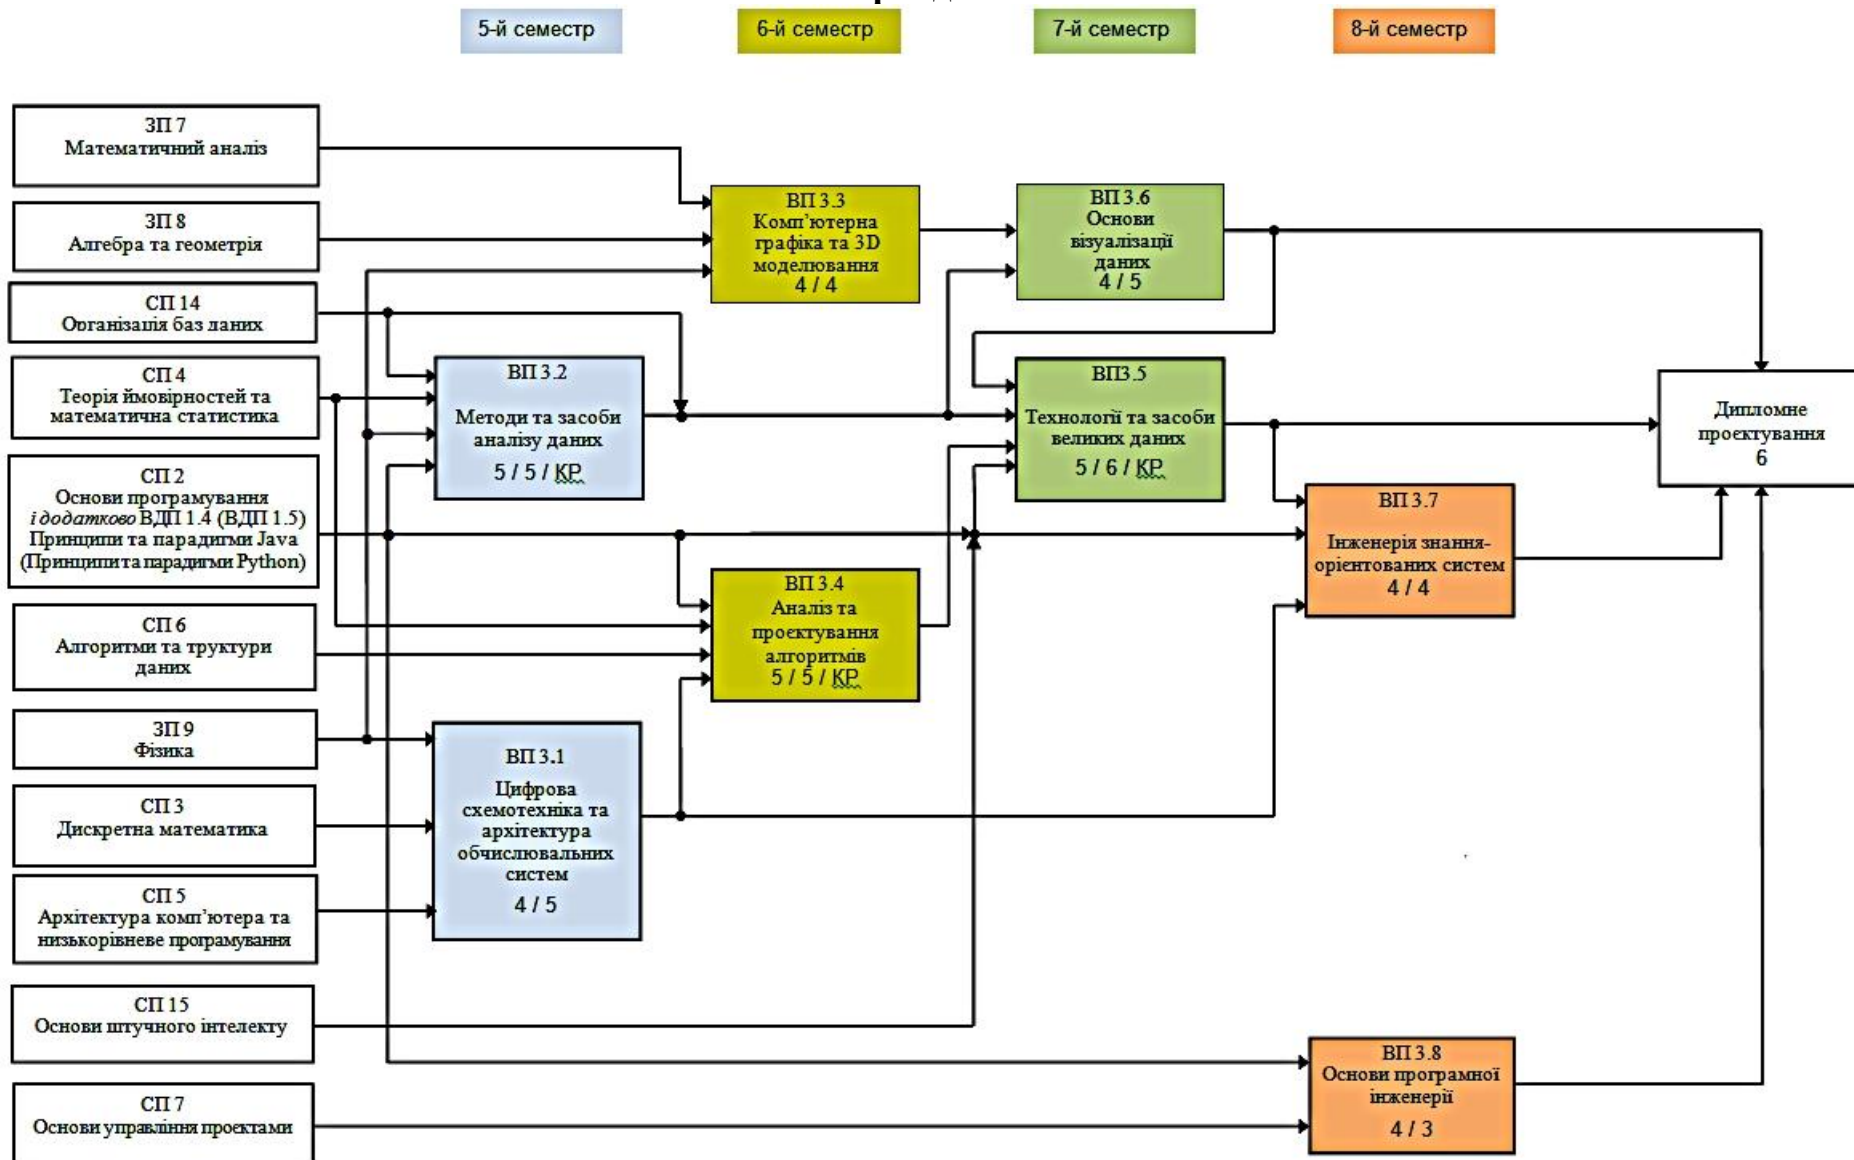 5-й семестр
6-й семестр
7-й семестр
8-й семестр
ЗП 7
Математичний аналіз
ЗП 8
Алгебра та геометрія
СП 14
Організація баз даних
СП 4
Теорія ймовірностей та
математична статистика
СП 2
Основи програмування
і додатково ВДП 1.4 (ВДП 1.5)
Принципи та парадигми Java
(Принципи та парадигми Python)
СП 6
Алгоритми та труктури
даних
ЗП 9
Фізика
СП 3
Дискретна математика
СП 5
Архітектура комп’ютера та
низькорівневе програмування
СП 15
Основи штучного інтелекту
СП 7
Основи управління проєктами
ВП 3.2
Методи та засоби
аналізу даних
5 / 5 / КР
ВП 3.1
Цифрова
схемотехніка та
архітектура
обчислювальних
систем
4 / 5
ВП 3.3
Комп’ютерна
графіка та 3D
моделювання
4 / 4
ВП 3.4
Аналіз та
проєктування
алгоритмів
5 / 5 / КР
ВП 3.6
Основи
візуалізації
даних
4 / 5
ВП3.5
Технології та засоби
великих даних
5 / 6 / КР
ВП 3.7
Інженерія знання-
орієнтованих систем
4 / 4
ВП 3.8
Основи програмної
інженерії
4 / 3
Дипломне
проєктування
6